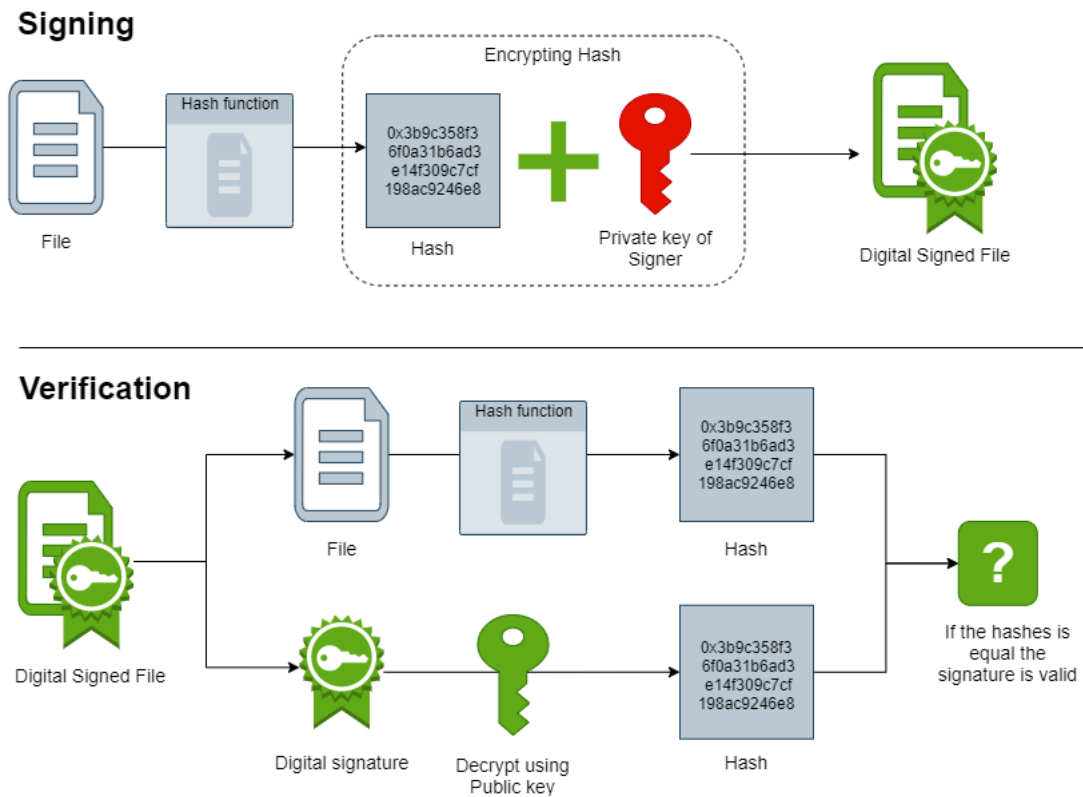 Signing
Encrypting Hash
Hash function
0x3b9c358f3
6f0a31b6ad3
e14f309c7cf
198ac9246e8
File
Hash
Private key of
Signer
Digital Signed File
Verification
Hash function
0x3b9c358f3
6f0a31b6ad3
e14f309c7cf
198ac9246e8
File
Hash
?
If the hashes is
equal the
signature is valid
Digital Signed File
0x3b9c358f3
6f0a31b6ad3
e14f309c7cf
198ac9246e8
Digital signature
Decrypt using
Public key
Hash